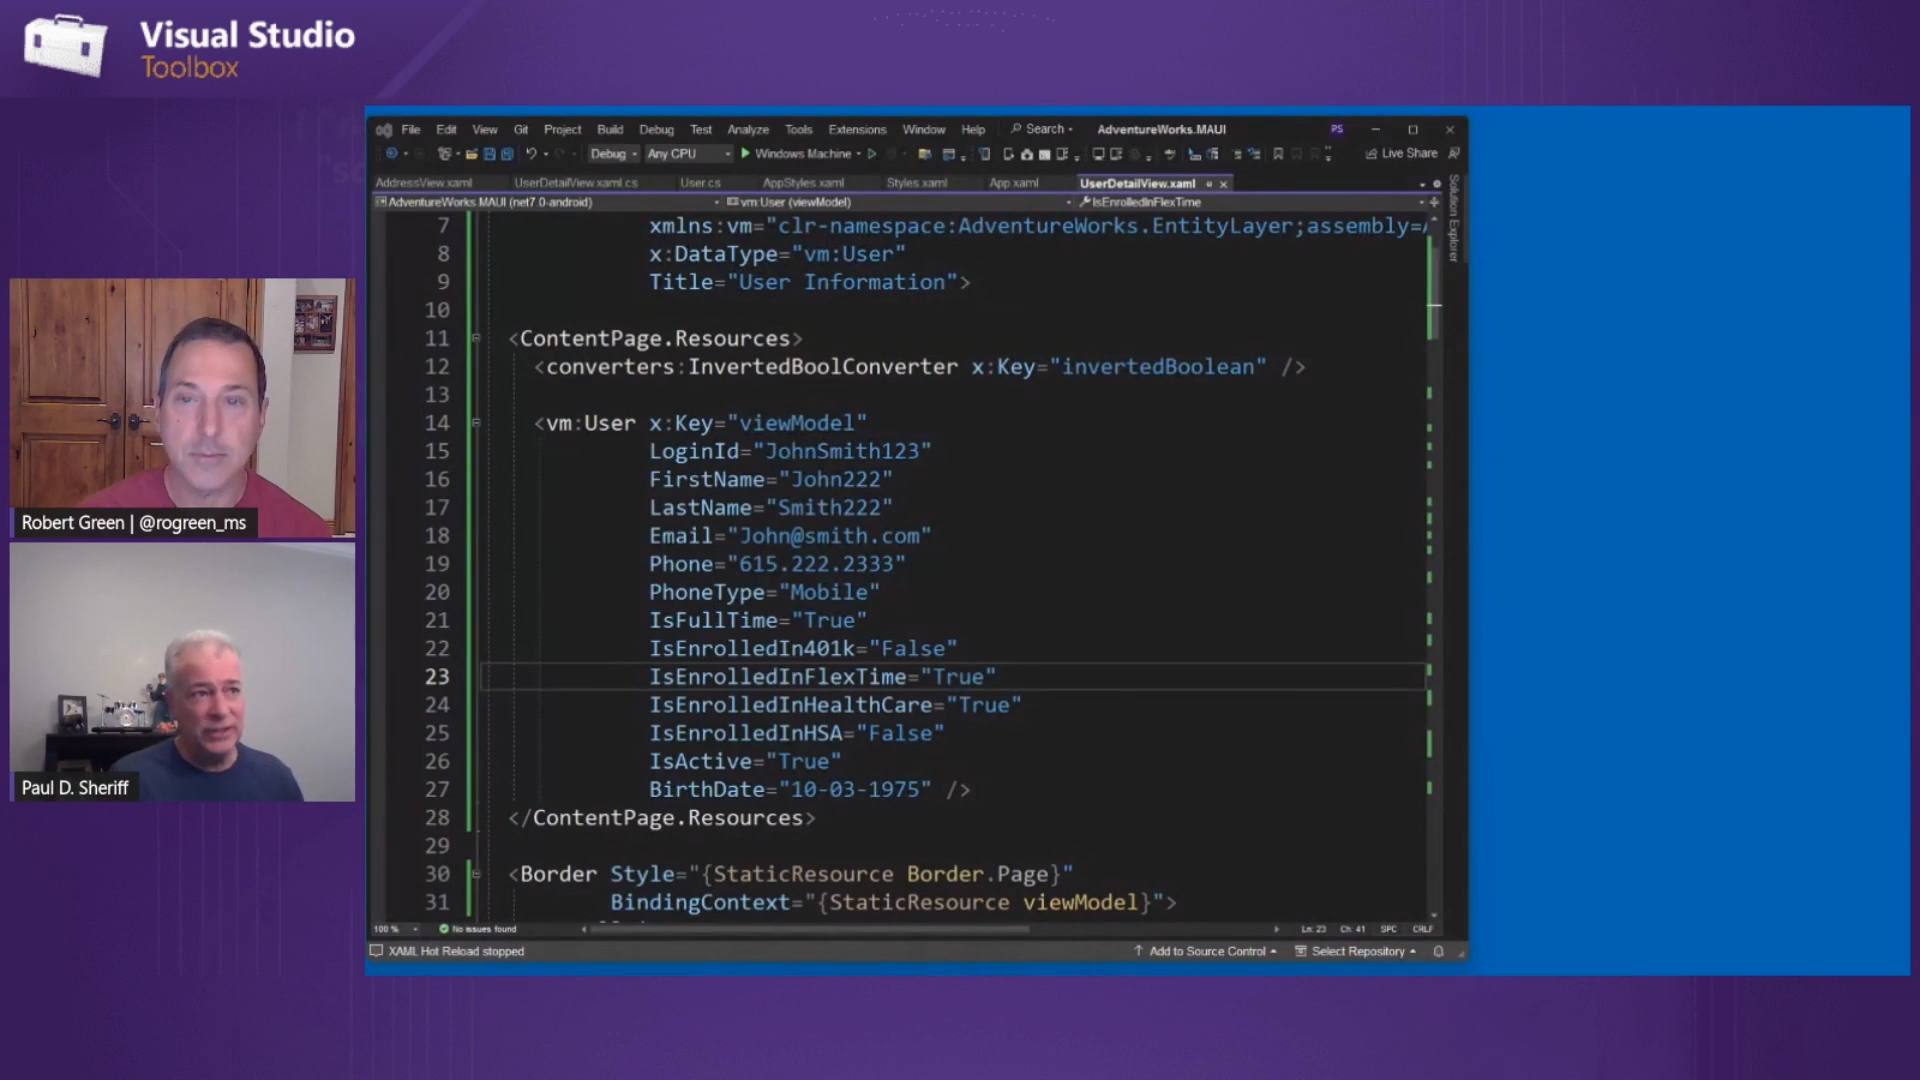 Visual Studio
Toolbox
File Edit View Git Project Build Debug Test Analyze Tools Extensions Window Help Search AdventureWorks.MAUI PS
Debug Any CPU Windows Machine Live Share
AddressView.xaml UserDetailView.xaml.cs User.cs AppStyles.xaml Styles.xaml App.xaml UserDetailView.xaml
AdventureWorks.MAUI (net7.0-android) vm:User (viewModel) IsEnrolledInFlexTime
Solution Explorer
7 xmlns:vm="clr-namespace:AdventureWorks.EntityLayer;assembly=
8 x:DataType="vm:User"
9 Title="User Information">
10
11 <ContentPage.Resources>
12 <converters:InvertedBoolConverter x:Key="invertedBoolean" />
13
14 <vm:User x:Key="viewModel"
15 LoginId="JohnSmith123"
16 FirstName="John222"
17 LastName="Smith222"
18 Email="John@smith.com"
19 Phone="615.222.2333"
20 PhoneType="Mobile"
21 IsFullTime="True"
22 IsEnrolledIn401k="False"
23 IsEnrolledInFlexTime="True"
24 IsEnrolledInHealthCare="True"
25 IsEnrolledInHSA="False"
26 IsActive="True"
27 BirthDate="10-03-1975" />
28 </ContentPage.Resources>
29
30 <Border Style="{StaticResource Border.Page}"
31 BindingContext="{StaticResource viewModel}">
100 % No issues found Ln: 23 Ch: 41 SPC CRLF
XAML Hot Reload stopped Add to Source Control Select Repository
Robert Green | @rogreen_ms
Paul D. Sheriff